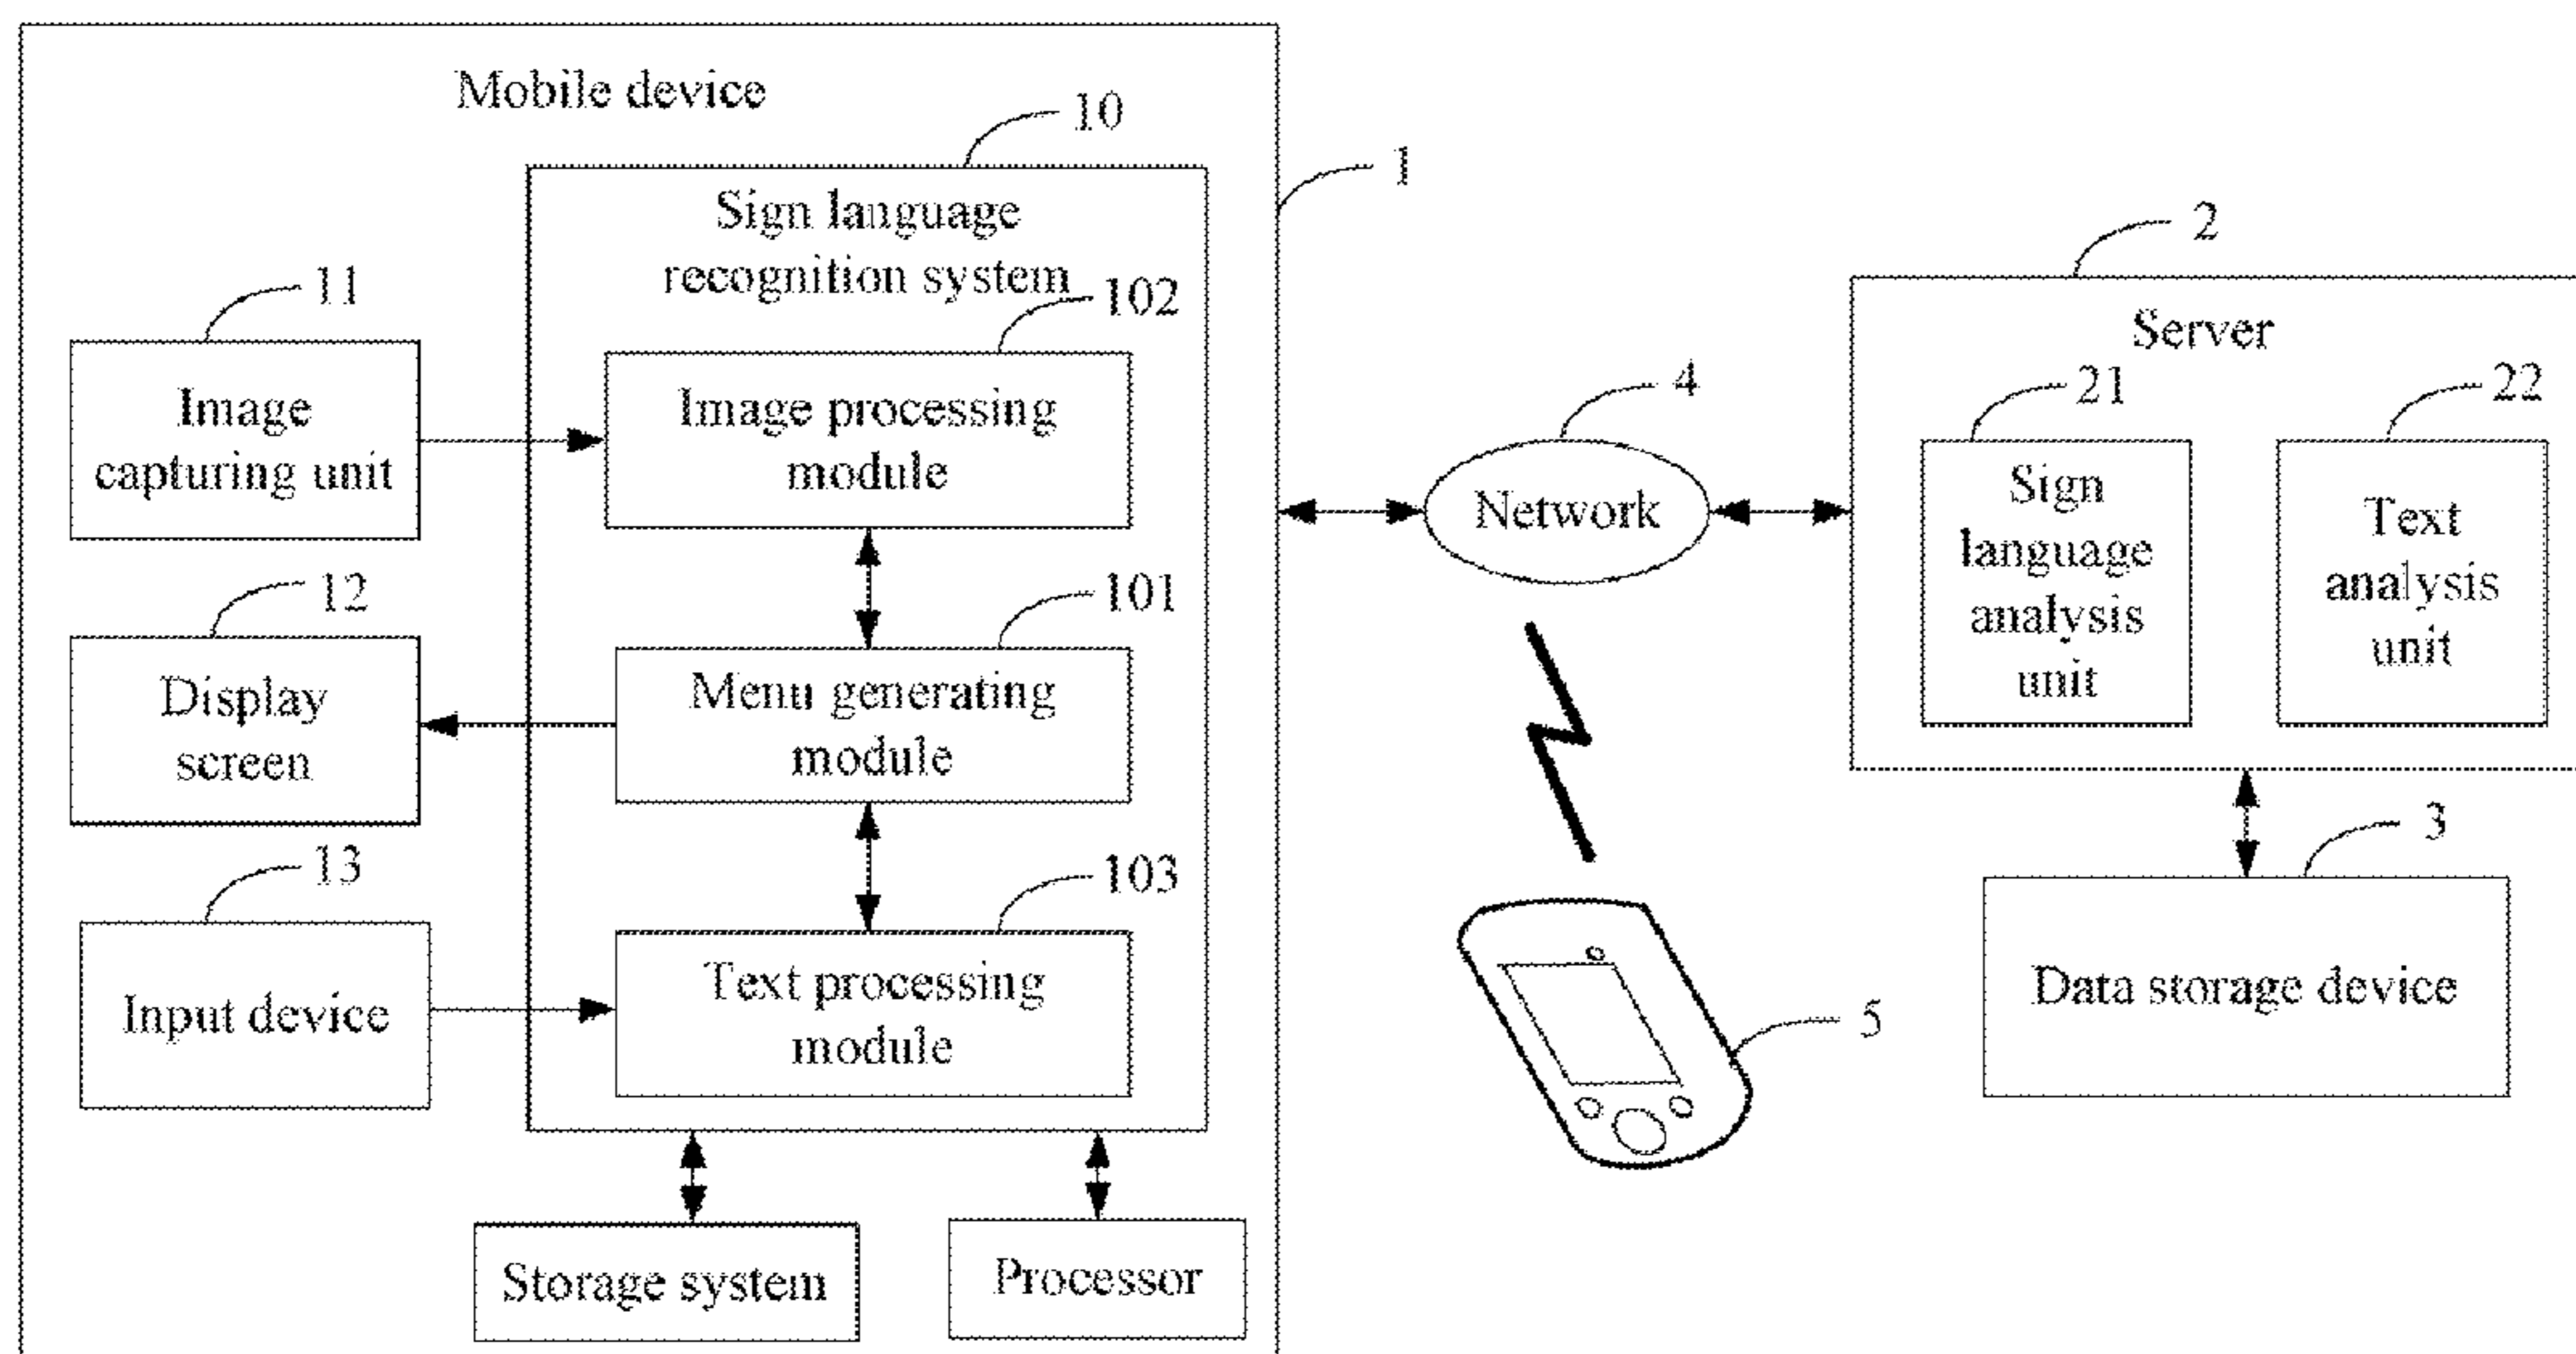 Mobile device
10
1
Sign language
recognition system
11
102
Image
capturing unit
Image processing
module
12
101
Display
screen
Menu generating
module
13
103
Input device
Text processing
module
Storage system
Processor
4
Network
5
2
Server
21
22
Sign
language
analysis
unit
Text
analysis
unit
3
Data storage device